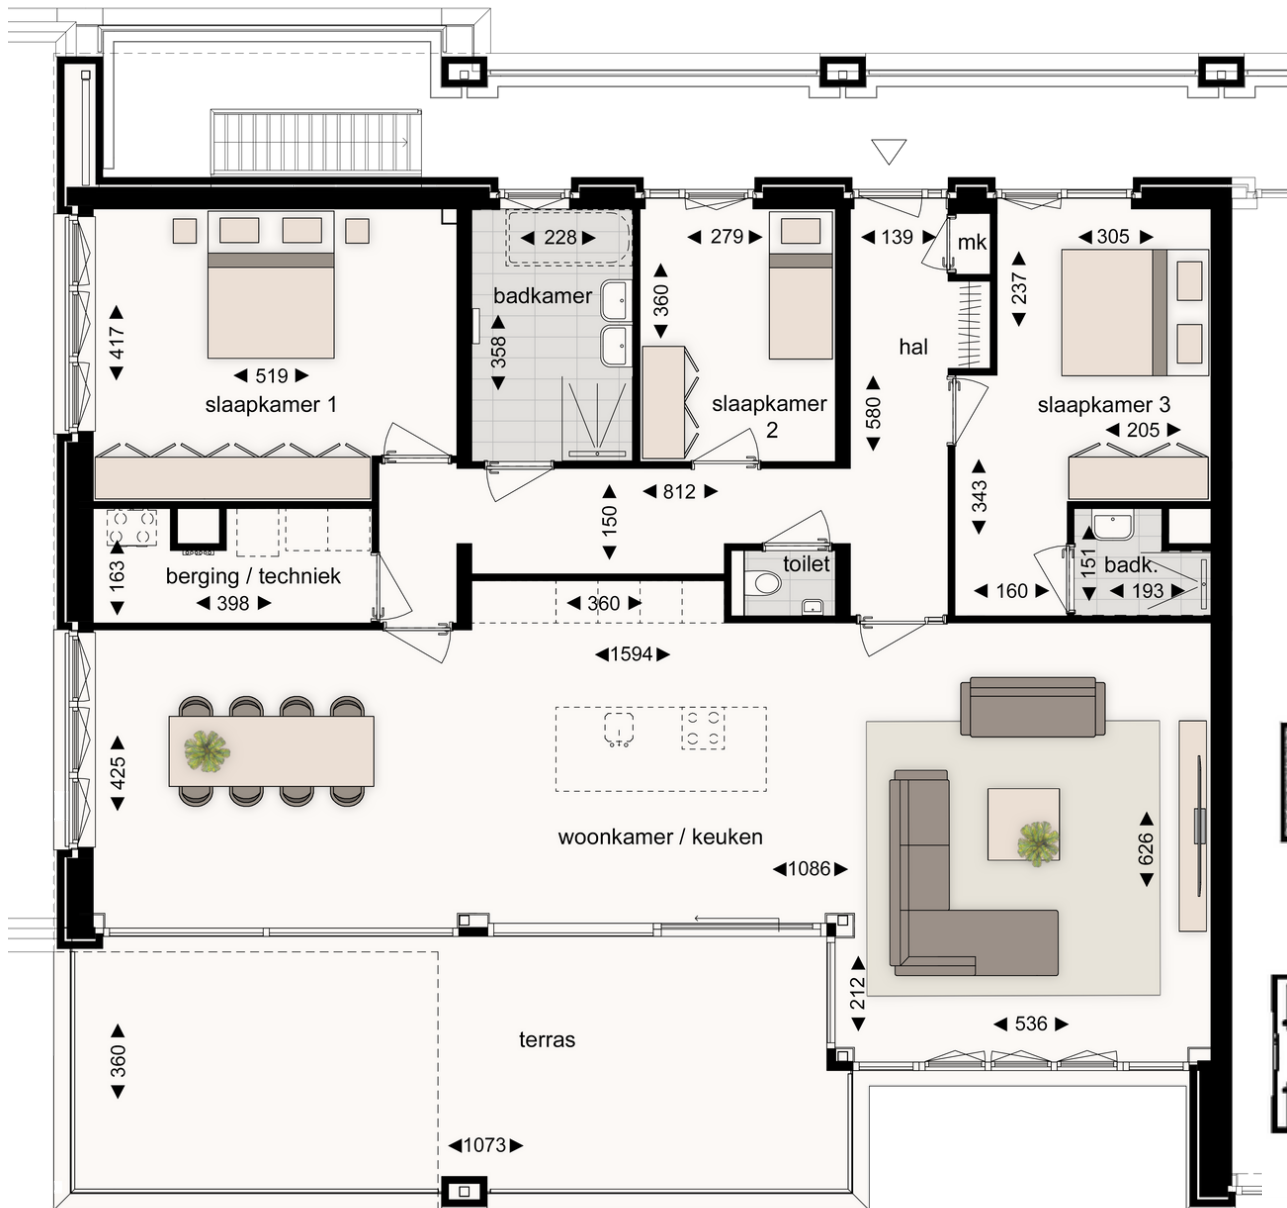 228
279
139
mk
305
237
360
badkamer
417
358
hal
519
slaapkamer 1
slaapkamer
2
580
slaapkamer 3
205
812
343
150
163
berging / techniek
toilet
151
badk.
398
360
160
193
1594
425
woonkamer / keuken
626
1086
212
536
terras
360
1073